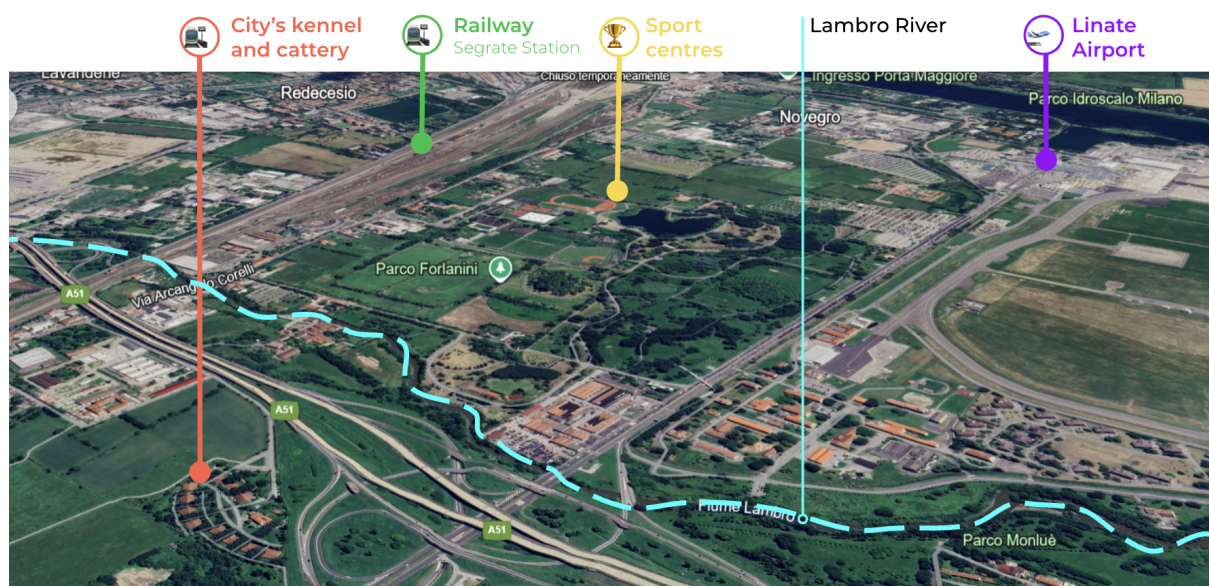 City’s kennel
and cattery
Railway
Segrate Station
Sport
centres
Lambro River
Linate
Airport
Lavanderie
Redecesio
Chiuso temporaneamente
Ingresso Porta Maggiore
Parco Idroscalo Milano
Novegro
Parco Forlanini
Via Arcangelo Corelli
A51
A51
A51
Fiume Lambro
Parco Monluè